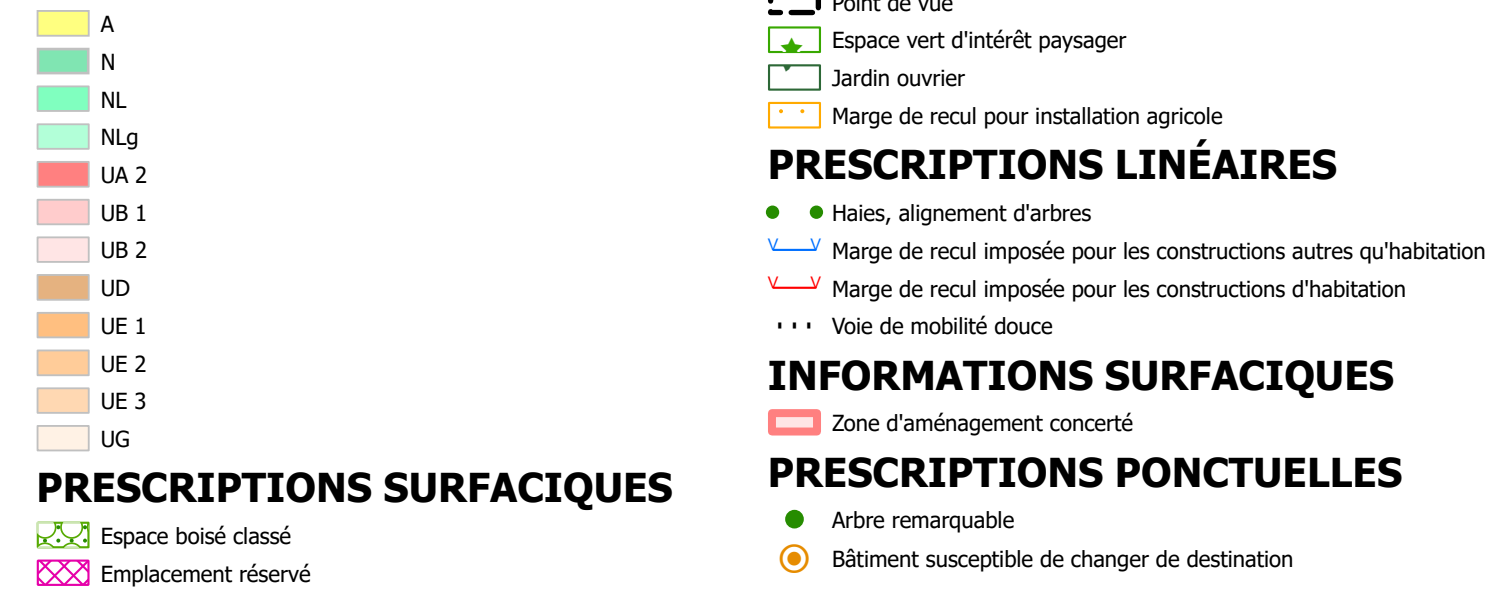 A
N
NL
NLg
UA 2
UB 1
UB 2
UD
UE 1
UE 2
UE 3
UG
PRESCRIPTIONS SURFACIQUES
Espace boisé classé
Emplacement réservé
Point de vue
Espace vert d'intérêt paysager
Jardin ouvrier
Marge de recul pour installation agricole
PRESCRIPTIONS LINÉAIRES
Haies, alignement d'arbres
Marge de recul imposée pour les constructions autres qu'habitation
Marge de recul imposée pour les constructions d'habitation
Voie de mobilité douce
INFORMATIONS SURFACIQUES
Zone d'aménagement concerté
PRESCRIPTIONS PONCTUELLES
Arbre remarquable
Bâtiment susceptible de changer de destination